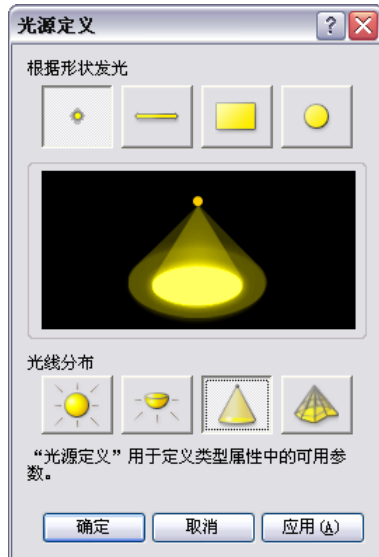 光源定义
根据形状发光
光线分布
“光源定义”用于定义类型属性中的可用参
数。
确定
取消
应用(A)